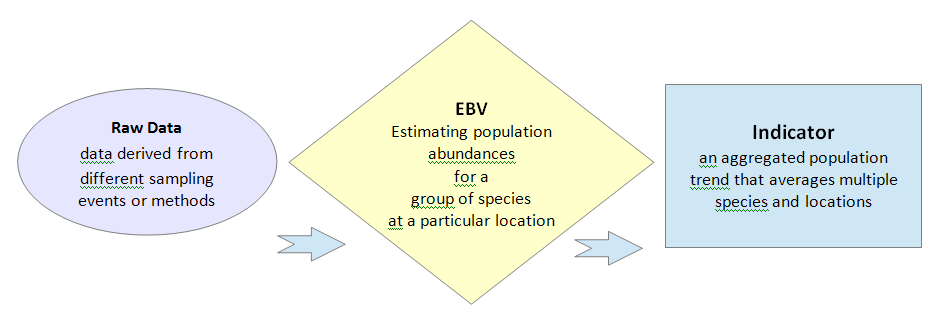 Raw Data
data derived from
different sampling
events or methods
EBV
Estimating population
abundances
for a
group of species
at a particular location
Indicator
an aggregated population
trend that averages multiple
species and locations